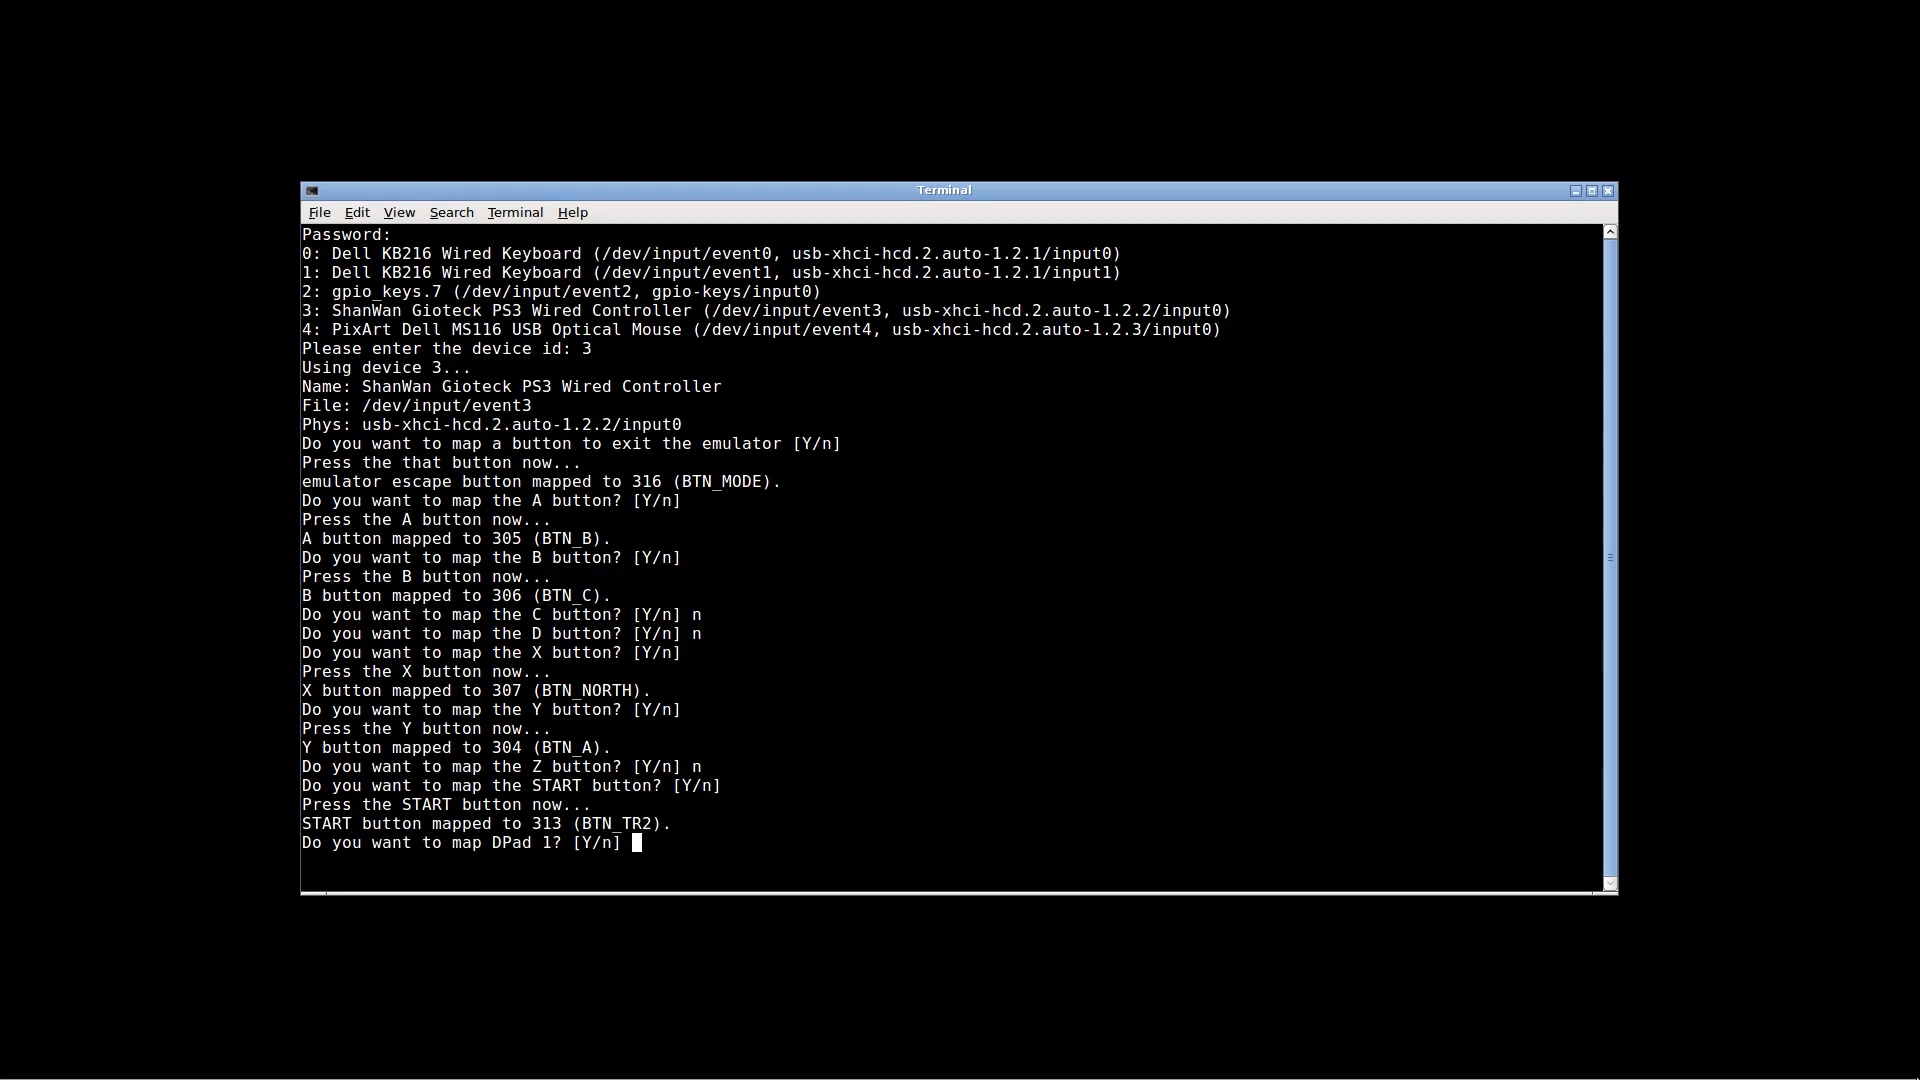 Terminal
File Edit View Search Terminal Help
Password:
0: Dell KB216 Wired Keyboard (/dev/input/event0, usb-xhci-hcd.2.auto-1.2.1/input0)
1: Dell KB216 Wired Keyboard (/dev/input/event1, usb-xhci-hcd.2.auto-1.2.1/input1)
2: gpio_keys.7 (/dev/input/event2, gpio-keys/input0)
3: ShanWan Gioteck PS3 Wired Controller (/dev/input/event3, usb-xhci-hcd.2.auto-1.2.2/input0)
4: PixArt Dell MS116 USB Optical Mouse (/dev/input/event4, usb-xhci-hcd.2.auto-1.2.3/input0)
Please enter the device id: 3
Using device 3...
Name: ShanWan Gioteck PS3 Wired Controller
File: /dev/input/event3
Phys: usb-xhci-hcd.2.auto-1.2.2/input0
Do you want to map a button to exit the emulator [Y/n]
Press the that button now...
emulator escape button mapped to 316 (BTN_MODE).
Do you want to map the A button? [Y/n]
Press the A button now...
A button mapped to 305 (BTN_B).
Do you want to map the B button? [Y/n]
Press the B button now...
B button mapped to 306 (BTN_C).
Do you want to map the C button? [Y/n] n
Do you want to map the D button? [Y/n] n
Do you want to map the X button? [Y/n]
Press the X button now...
X button mapped to 307 (BTN_NORTH).
Do you want to map the Y button? [Y/n]
Press the Y button now...
Y button mapped to 304 (BTN_A).
Do you want to map the Z button? [Y/n] n
Do you want to map the START button? [Y/n]
Press the START button now...
START button mapped to 313 (BTN_TR2).
Do you want to map DPad 1? [Y/n]